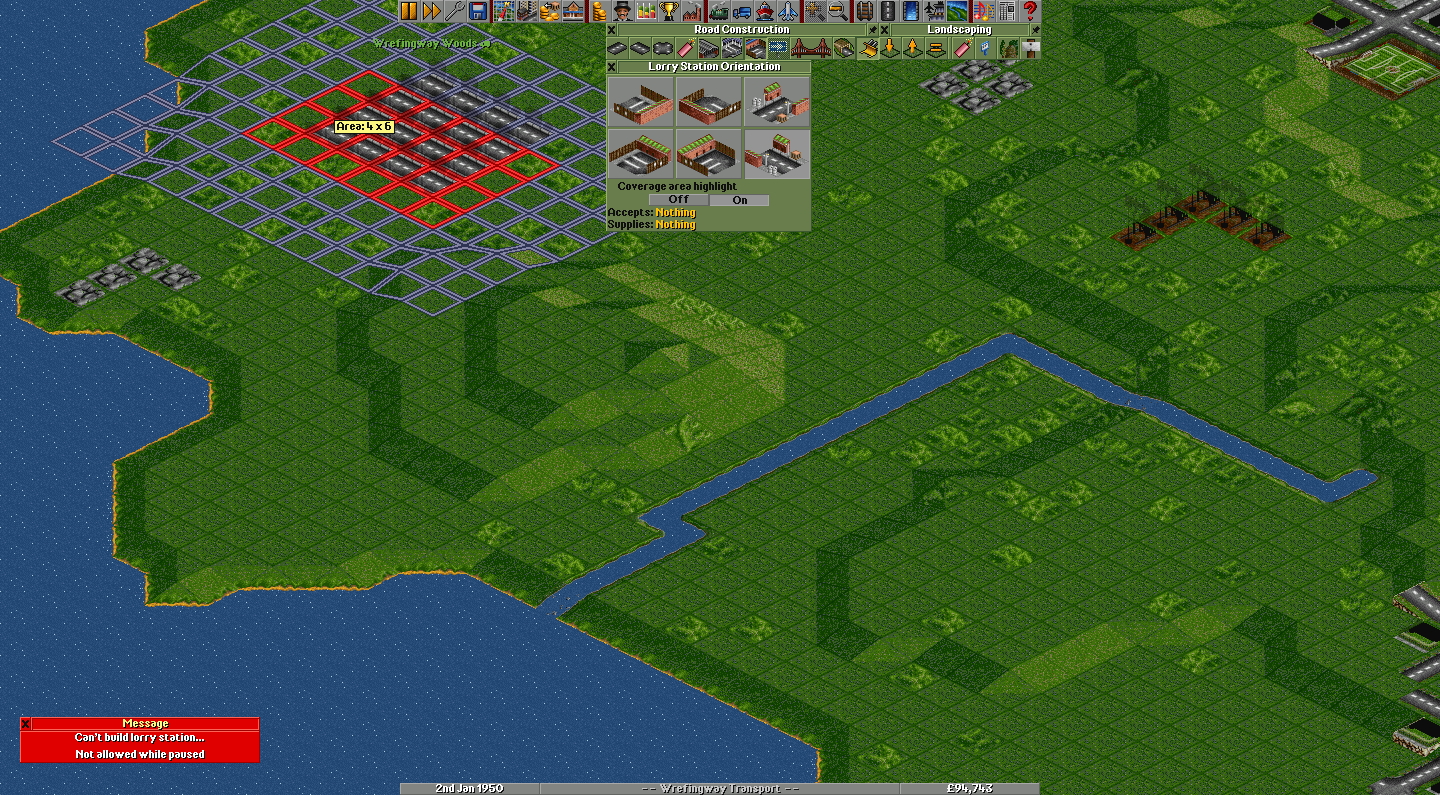 Road Construction
Landscaping
Wrefingway Woods
Lorry Station Orientation
Area: 4 x 6
Coverage area highlight
Off
On
Accepts: Nothing
Supplies: Nothing
Message
Can't build lorry station...
Not allowed while paused
2nd Jan 1950
-- Wrefingway Transport --
£94,743